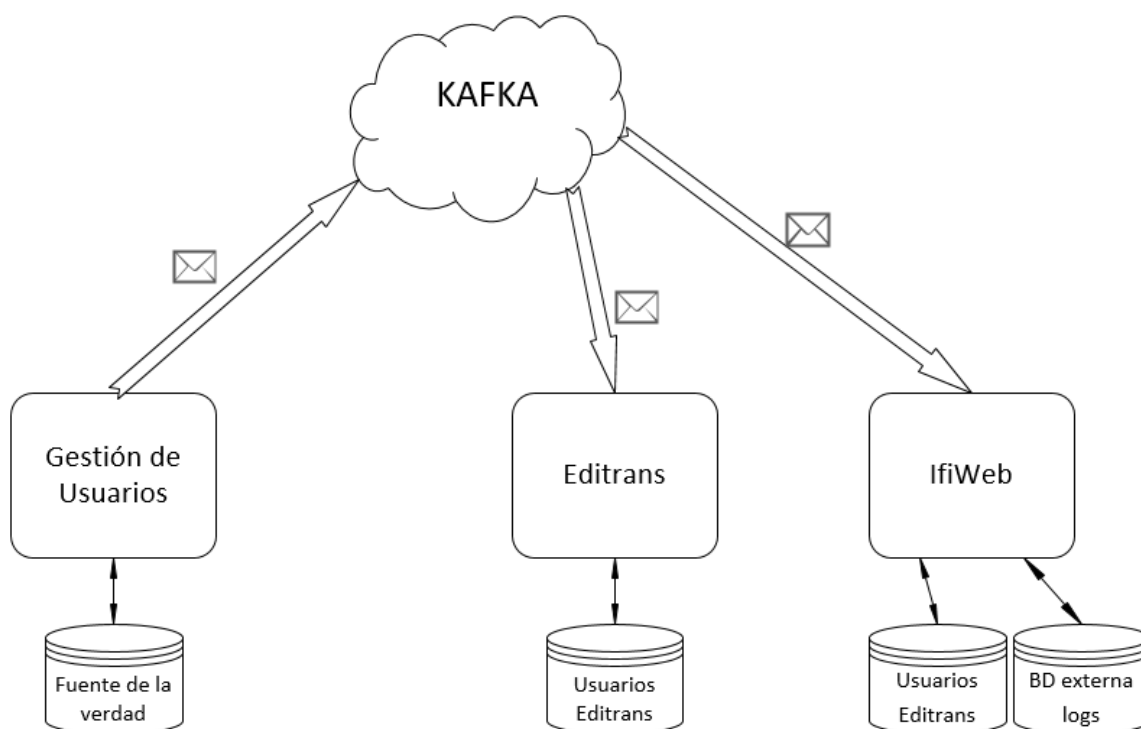 KAFKA
Gestión de
Usuarios
Editrans
IfiWeb
Fuente de la
verdad
Usuarios
Editrans
Usuarios
Editrans
BD externa
logs